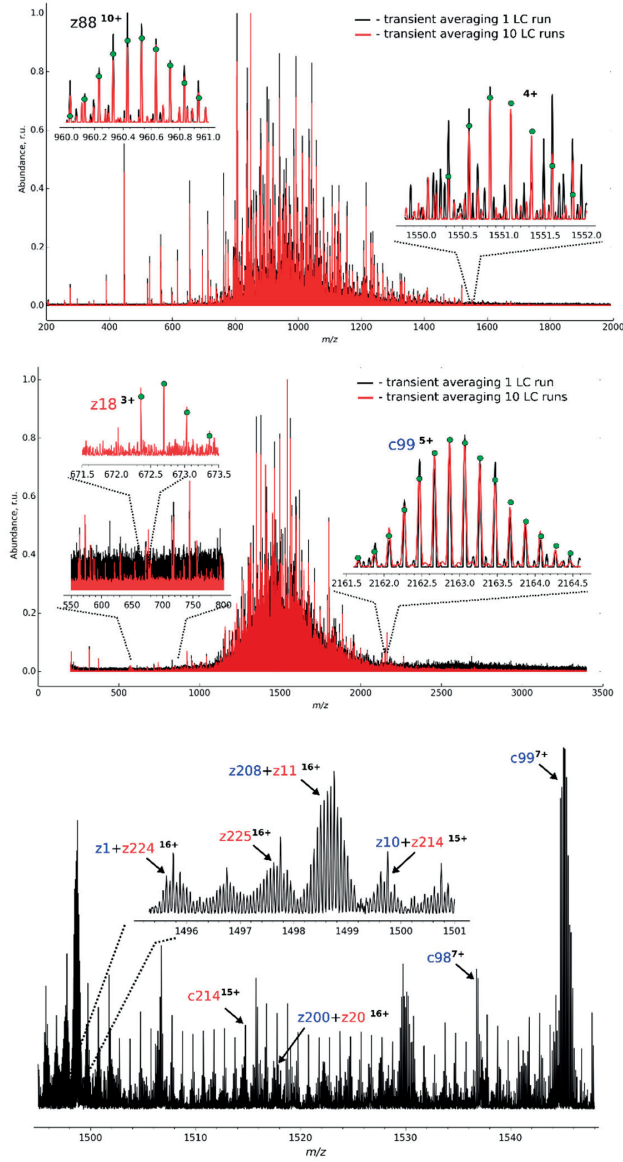 z88 10+
- transient averaging 1 LC run
- transient averaging 10 LC runs
4+
960.0 960.2 960.4 960.6 960.8 961.0
1550.0 1550.5 1551.0 1551.5 1552.0
Abundance, r.u.
1.0
0.8
0.6
0.4
0.2
0.0
200 400 600 800 1000 1200 1400 1600 1800 2000
m/z
z18 3+
- transient averaging 1 LC run
- transient averaging 10 LC runs
c99 5+
671.5 672.0 672.5 673.0 673.5
2161.5 2162.0 2162.5 2163.0 2163.5 2164.0 2164.5
550 600 650 700 750 800
Abundance, r.u.
1.0
0.8
0.6
0.4
0.2
0.0
0 500 1000 1500 2000 2500 3000 3500
m/z
c99 7+
z208+z11 16+
z1+z224 16+
z225 16+
z10+z214 15+
1496 1497 1498 1499 1500 1501
c98 7+
c214 15+
z200+z20 16+
1500 1510 1520 1530 1540
m/z